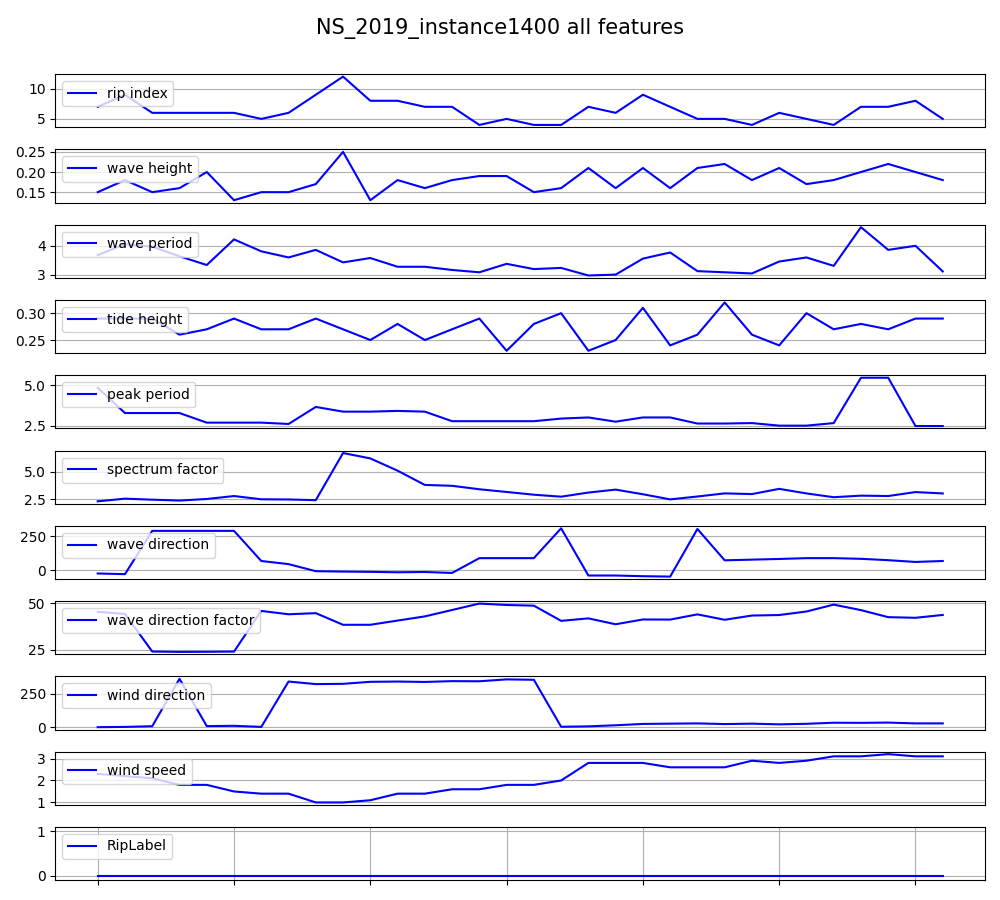 NS_2019_instance1400 all features
10
5
rip index
0.25
0.20
0.15
wave height
4
3
wave period
0.30
0.25
tide height
5.0
2.5
peak period
5.0
2.5
spectrum factor
250
0
wave direction
50
25
wave direction factor
250
0
wind direction
3
2
1
wind speed
1
0
RipLabel